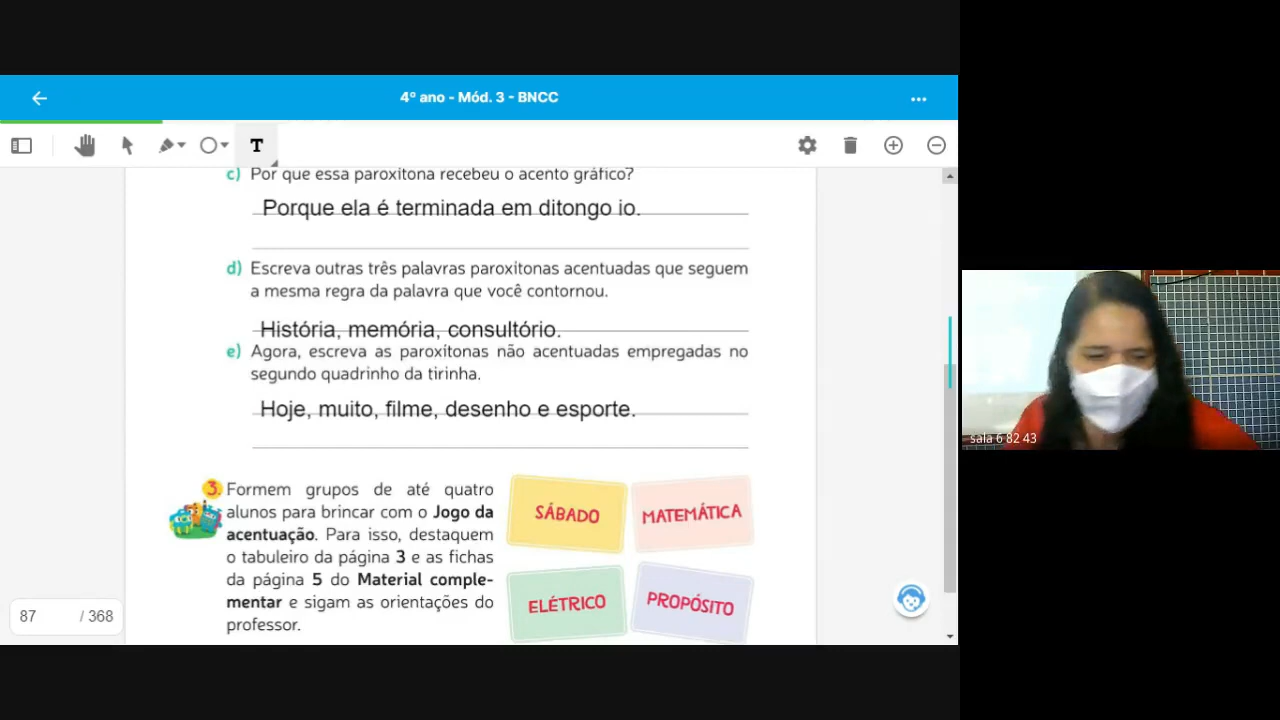 4º ano - Mód. 3 - BNCC
T
c) Por que essa paroxítona recebeu o acento gráfico?
Porque ela é terminada em ditongo io.
d) Escreva outras três palavras paroxítonas acentuadas que seguem
a mesma regra da palavra que você contornou.
História, memória, consultório.
e) Agora, escreva as paroxítonas não acentuadas empregadas no
segundo quadrinho da tirinha.
Hoje, muito, filme, desenho e esporte.
3. Formem grupos de até quatro
alunos para brincar com o Jogo da
acentuação. Para isso, destaquem
o tabuleiro da página 3 e as fichas
da página 5 do Material comple-
mentar e sigam as orientações do
professor.
SÁBADO
MATEMÁTICA
ELÉTRICO
PROPÓSITO
87 / 368
sala 6 82 43